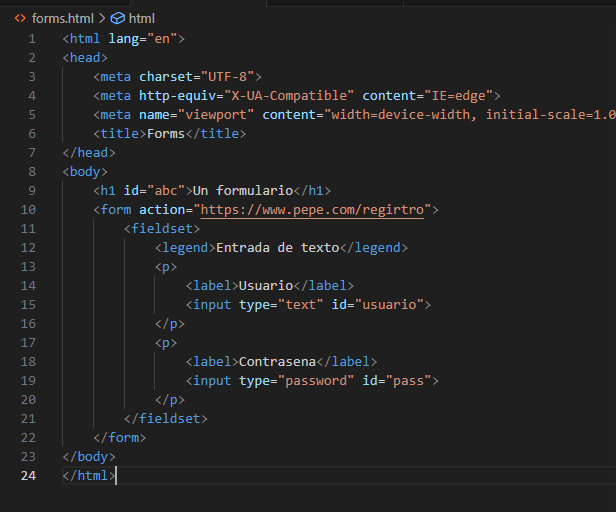 forms.html > html
1 <html lang="en">
2 <head>
3 <meta charset="UTF-8">
4 <meta http-equiv="X-UA-Compatible" content="IE=edge">
5 <meta name="viewport" content="width=device-width, initial-scale=1.0
6 <title>Forms</title>
7 </head>
8 <body>
9 <h1 id="abc">Un formulario</h1>
10 <form action="https://www.pepe.com/regirtro">
11 <fieldset>
12 <legend>Entrada de texto</legend>
13 <p>
14 <label>Usuario</label>
15 <input type="text" id="usuario">
16 </p>
17 <p>
18 <label>Contrasena</label>
19 <input type="password" id="pass">
20 </p>
21 </fieldset>
22 </form>
23 </body>
24 </html>